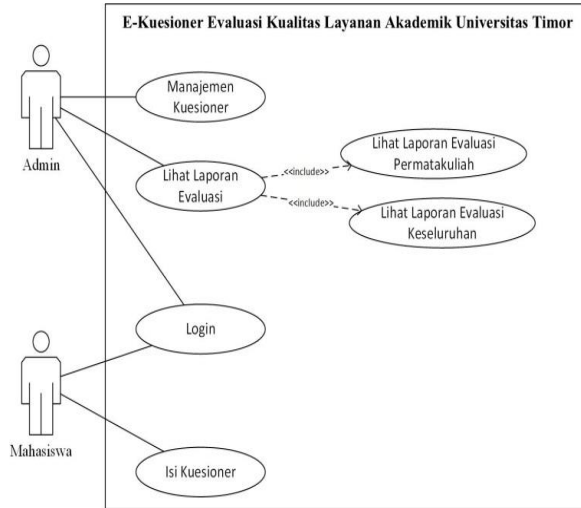 E-Kuesioner Evaluasi Kualitas Layanan Akademik Universitas Timor
Manajemen
Kuesioner
Admin
Lihat Laporan
Evaluasi
<<include>>
<<include>>
Lihat Laporan Evaluasi
Permatakuliah
Lihat Laporan Evaluasi
Keseluruhan
Login
Mahasiswa
Isi Kuesioner